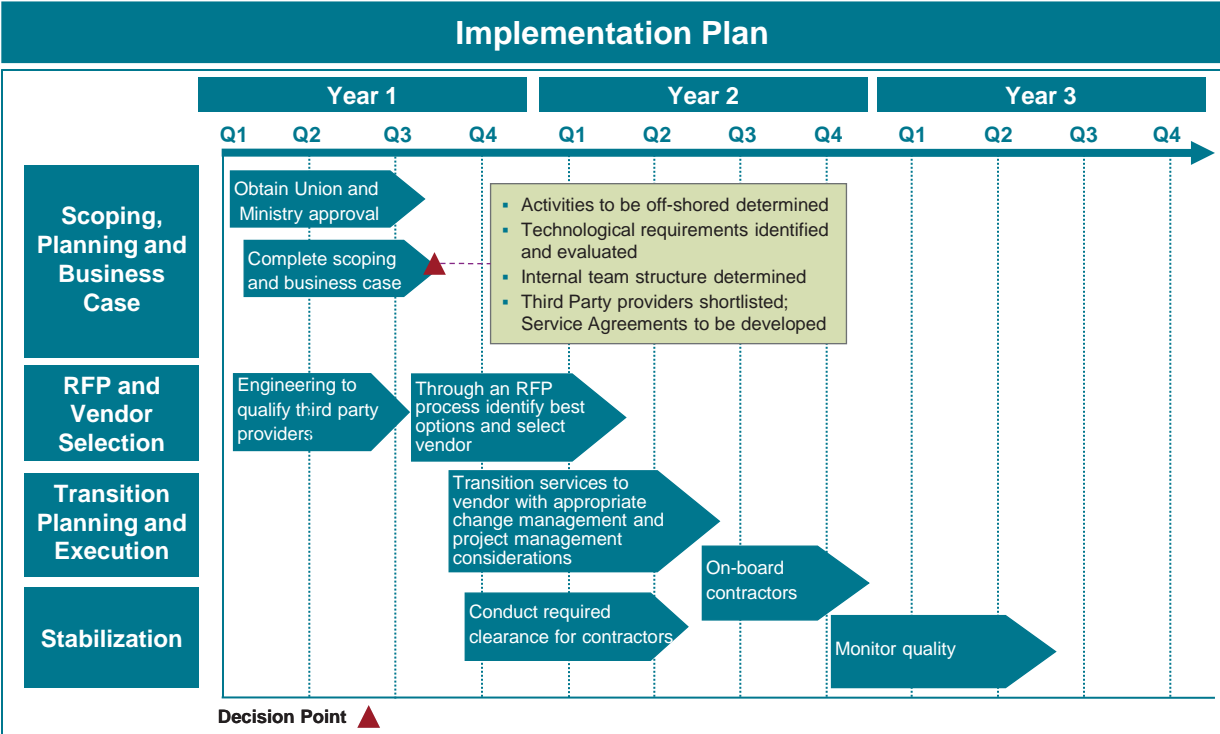 Implementation Plan
Year 1
Year 2
Year 3
Q1
Q2
Q3
Q4
Q1
Q2
Q3
Q4
Q1
Q2
Q3
Q4
Scoping,
Planning and
Business
Case
Obtain Union and
Ministry approval
Complete scoping
and business case
▪ Activities to be off-shored determined
▪ Technological requirements identified
and evaluated
▪ Internal team structure determined
▪ Third Party providers shortlisted;
Service Agreements to be developed
RFP and
Vendor
Selection
Engineering to
qualify third party
providers
Through an RFP
process identify best
options and select
vendor
Transition
Planning and
Execution
Transition services to
vendor with appropriate
change management and
project management
considerations
On-board
contractors
Stabilization
Conduct required
clearance for contractors
Monitor quality
Decision Point